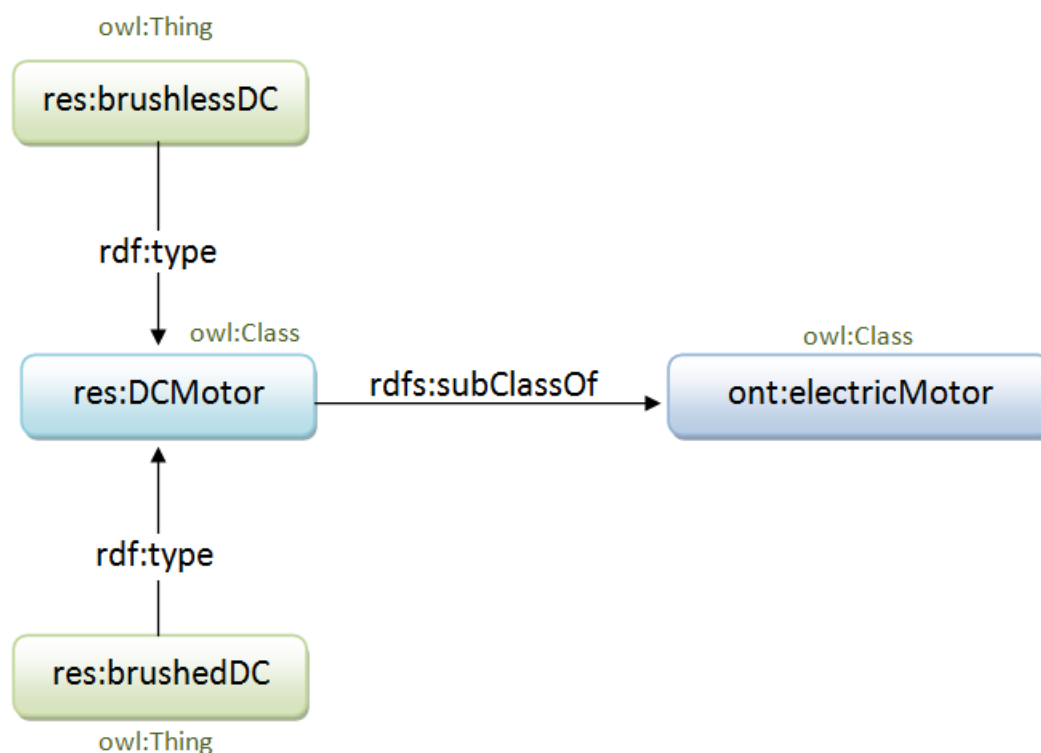 owl:Thing
res:brushlessDC
rdf:type
owl:Class
owl:Class
res:DCMotor
rdfs:subClassOf
ont:electricMotor
rdf:type
res:brushedDC
owl:Thing